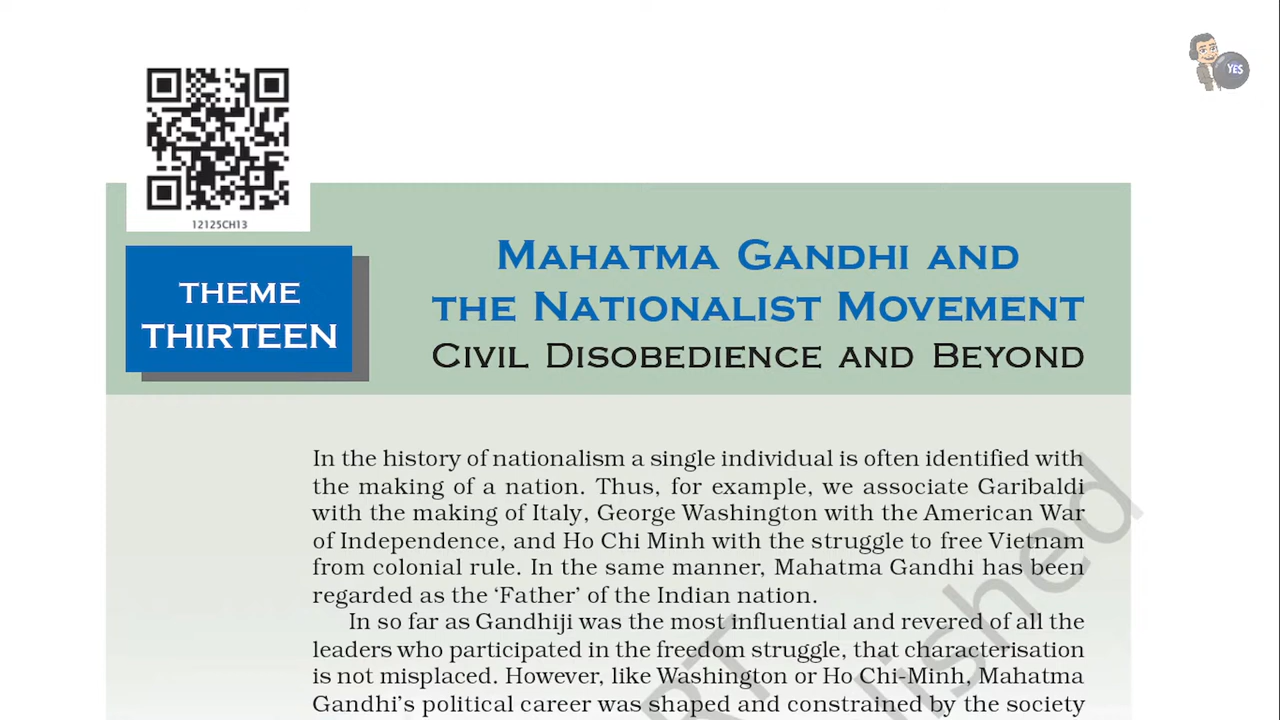 YES
12125CH13
THEME
THIRTEEN
MAHATMA GANDHI AND
THE NATIONALIST MOVEMENT
CIVIL DISOBEDIENCE AND BEYOND
In the history of nationalism a single individual is often identified with
the making of a nation. Thus, for example, we associate Garibaldi
with the making of Italy, George Washington with the American War
of Independence, and Ho Chi Minh with the struggle to free Vietnam
from colonial rule. In the same manner, Mahatma Gandhi has been
regarded as the ‘Father’ of the Indian nation.
In so far as Gandhiji was the most influential and revered of all the
leaders who participated in the freedom struggle, that characterisation
is not misplaced. However, like Washington or Ho Chi-Minh, Mahatma
Gandhi’s political career was shaped and constrained by the society